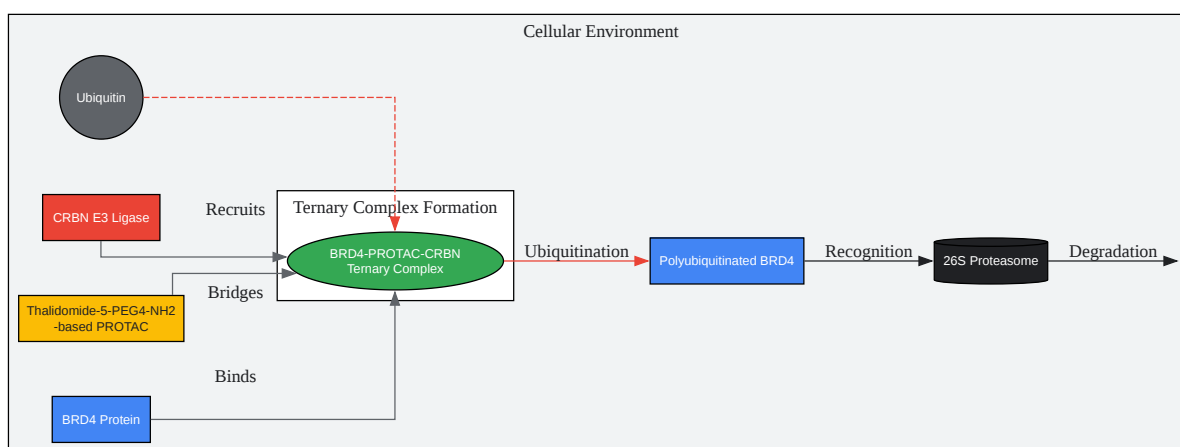 Cellular Environment
Ubiquitin
CRBN E3 Ligase
Recruits
Ternary Complex Formation
BRD4-PROTAC-CRBN
Ternary Complex
Ubiquitination
Polyubiquitinated BRD4
Recognition
26S Proteasome
Degradation
Bridges
Thalidomide-5-PEG4-NH2
-based PROTAC
Binds
BRD4 Protein